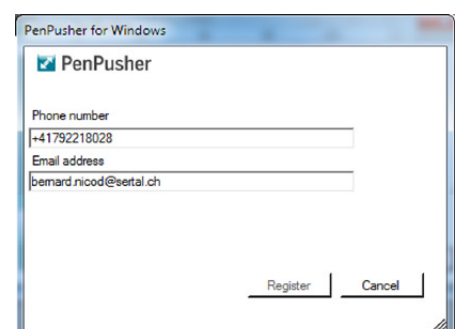 PenPusher for Windows
PenPusher
Phone number
+41792218028
Email address
bernard.nicod@sertal.ch
Register
Cancel